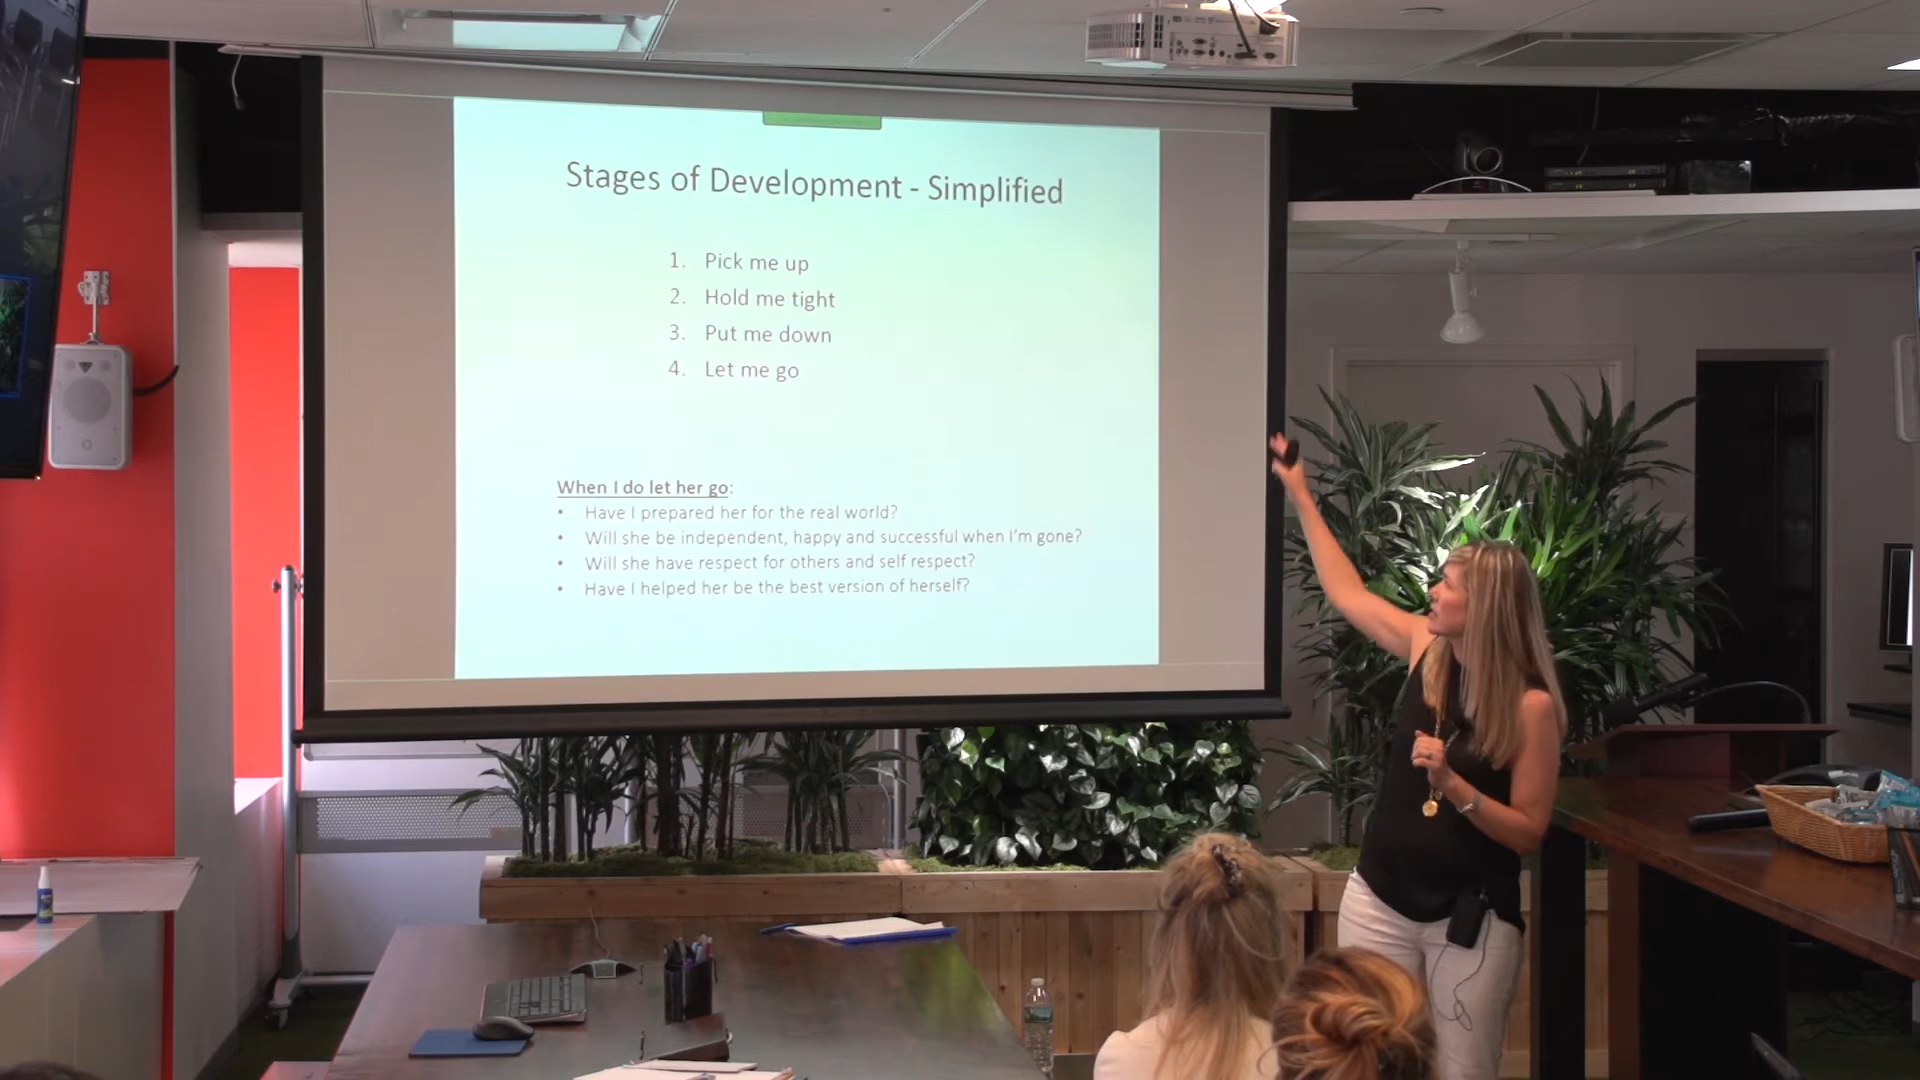 Stages of Development - Simplified
1. Pick me up
2. Hold me tight
3. Put me down
4. Let me go
When I do let her go:
• Have I prepared her for the real world?
• Will she be independent, happy and successful when I'm gone?
• Will she have respect for others and self respect?
• Have I helped her be the best version of herself?